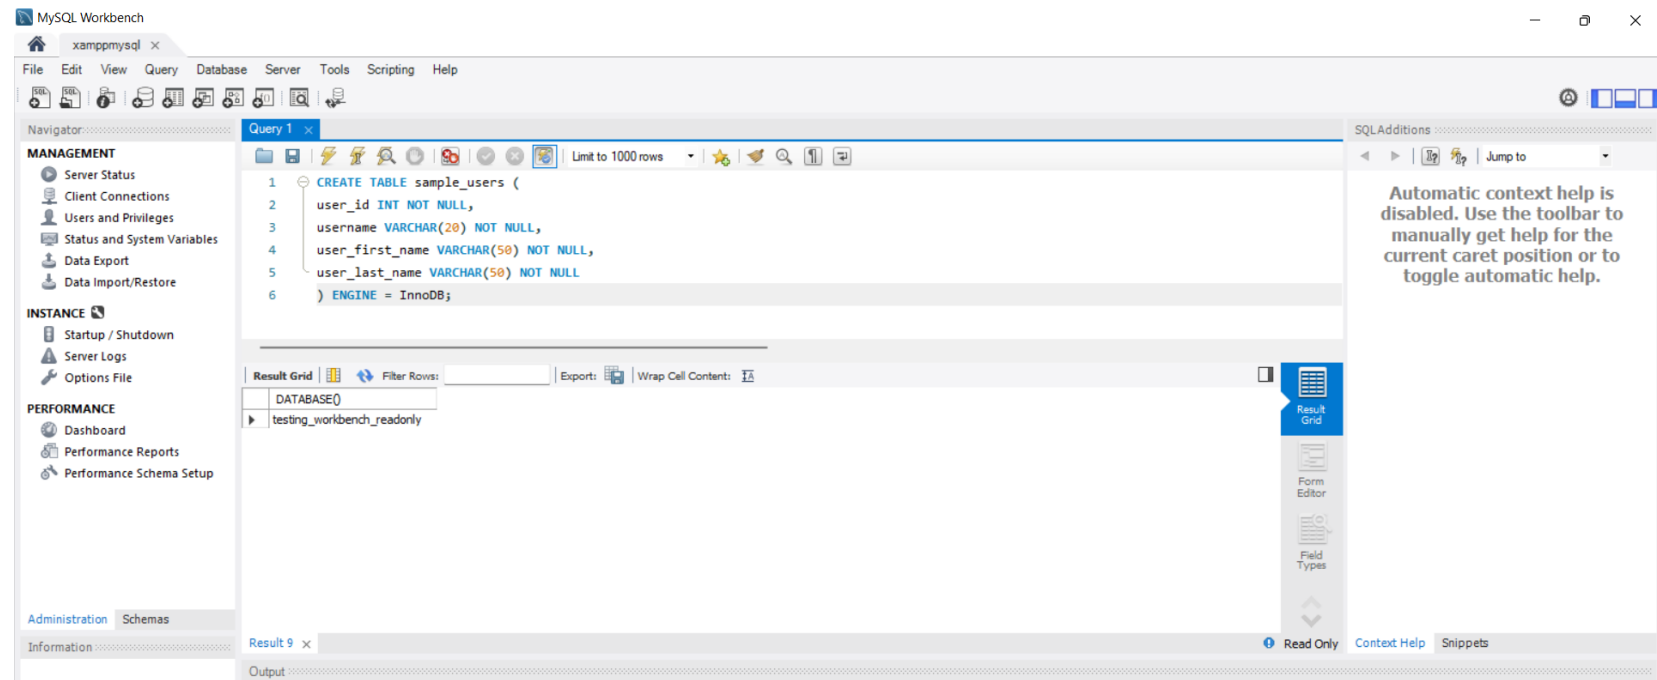 MySQL Workbench
xamppmysql
File Edit View Query Database Server Tools Scripting Help
Navigator
MANAGEMENT
Server Status
Client Connections
Users and Privileges
Status and System Variables
Data Export
Data Import/Restore
INSTANCE
Startup / Shutdown
Server Logs
Options File
PERFORMANCE
Dashboard
Performance Reports
Performance Schema Setup
Administration Schemas
Information
Query 1
Limit to 1000 rows
1 CREATE TABLE sample_users (
2 user_id INT NOT NULL,
3 username VARCHAR(20) NOT NULL,
4 user_first_name VARCHAR(50) NOT NULL,
5 user_last_name VARCHAR(50) NOT NULL
6 ) ENGINE = InnoDB;
Result Grid Filter Rows: Export: Wrap Cell Content:
DATABASE()
testing_workbench_readonly
Result
Grid
Form
Editor
Field
Types
Result 9 Read Only
Output
SQLAdditions
Jump to
Automatic context help is
disabled. Use the toolbar to
manually get help for the
current caret position or to
toggle automatic help.
Context Help Snippets